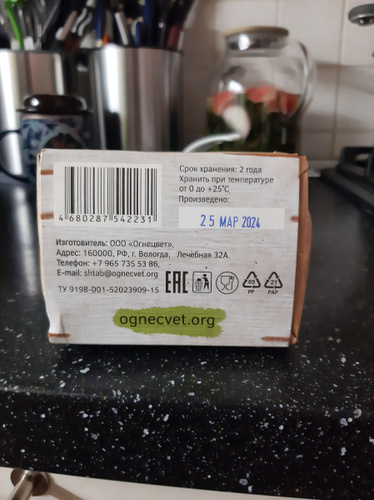 4 680287 542231
Срок хранения: 2 года
Хранить при температуре
от 0 до +25°С
Произведено:
25 МАР 2024
Изготовитель: ООО «Огнецвет»,
Адрес: 160000, РФ, г. Вологда, Лечебная 32А.
Телефон: +7 965 735 53 86,
E-mail: shtab@ognecvet.org
ТУ 9198-001-52023909-15
EAC
05
PP
21
PAP
ognecvet.org